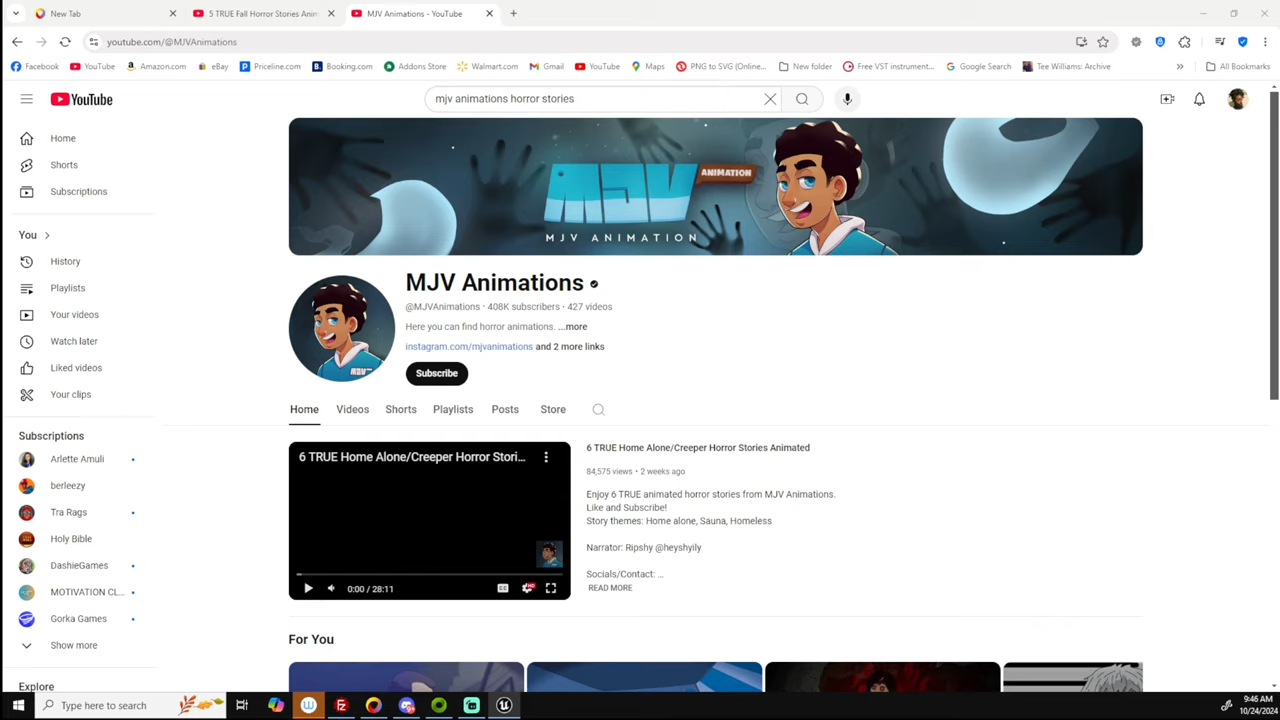 New Tab
5 TRUE Fall Horror Stories Anim
MJV Animations - YouTube
youtube.com/@MJVAnimations
Facebook
YouTube
Amazon.com
eBay
Priceline.com
Booking.com
Addons Store
Walmart.com
Gmail
YouTube
Maps
PNG to SVG (Online...
New folder
Free VST instrument...
Google Search
Tee Williams: Archive
»
All Bookmarks
YouTube
mjv animations horror stories
Home
Shorts
Subscriptions
You
History
Playlists
Your videos
Watch later
Liked videos
Your clips
Subscriptions
Arlette Amuli
berleezy
Tra Rags
Holy Bible
DashieGames
MOTIVATION CL...
Gorka Games
Show more
Explore
MJV
ANIMATION
MJV ANIMATION
MJV Animations
@MJVAnimations · 408K subscribers · 427 videos
Here you can find horror animations. ...more
instagram.com/mjvanimations and 2 more links
Subscribe
Home
Videos
Shorts
Playlists
Posts
Store
6 TRUE Home Alone/Creeper Horror Stori...
0:00 / 28:11
6 TRUE Home Alone/Creeper Horror Stories Animated
84,575 views · 2 weeks ago
Enjoy 6 TRUE animated horror stories from MJV Animations.
Like and Subscribe!
Story themes: Home alone, Sauna, Homeless
Narrator: Ripshy @heyshyily
Socials/Contact: ...
READ MORE
For You
Type here to search
9:46 AM
10/24/2024